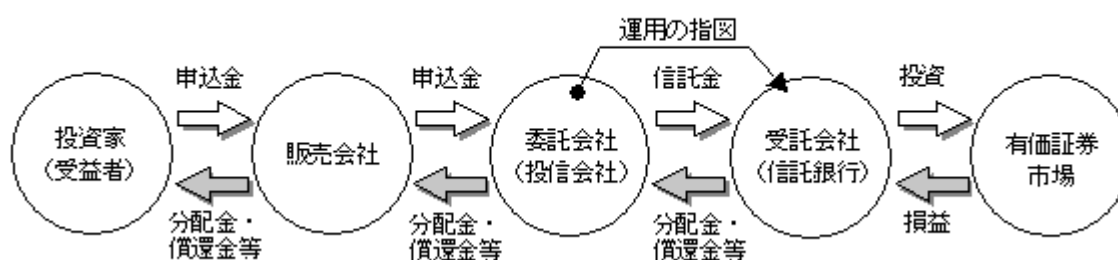 運用の指図
申込金
申込金
信託金
投資
投資家
(受益者)
販売会社
委託会社
(投信会社)
受託会社
(信託銀行)
有価証券
市場
分配金・
償還金等
分配金・
償還金等
分配金・
償還金等
損益